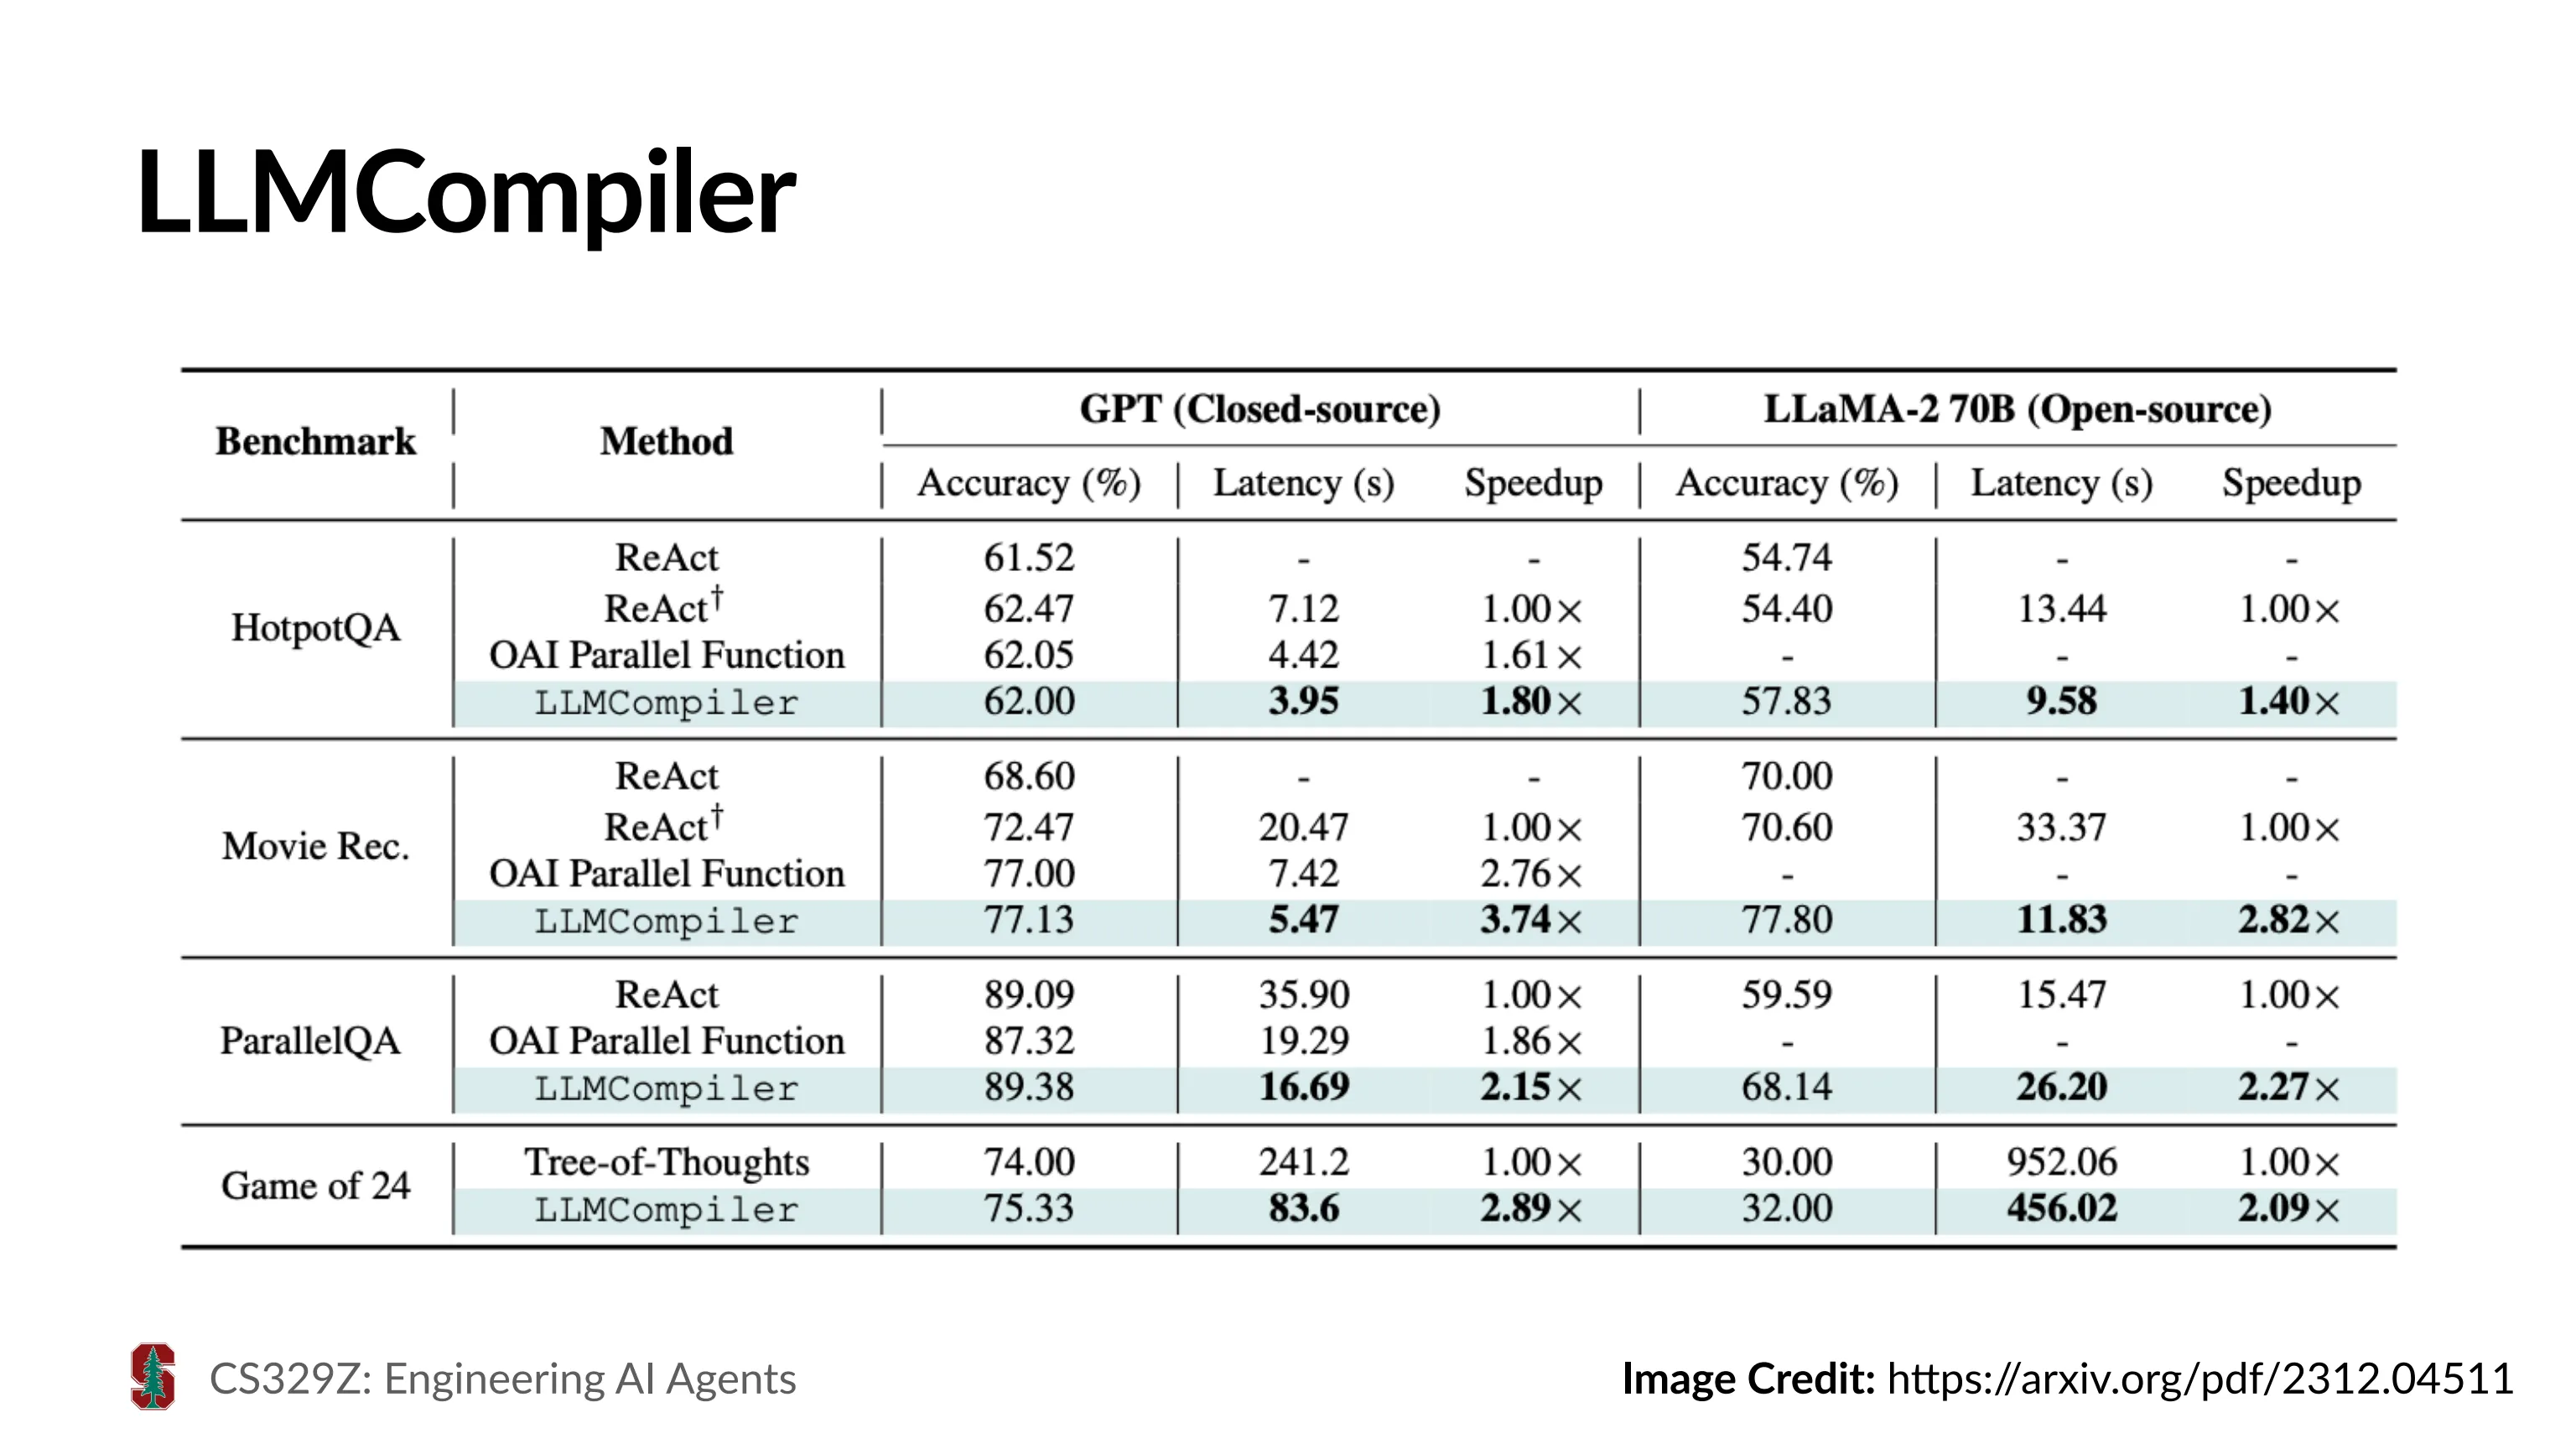 LLMCompiler
Benchmark Method GPT (Closed-source) LLaMA-2 70B (Open-source)
Accuracy (%) Latency (s) Speedup Accuracy (%) Latency (s) Speedup
HotpotQA
ReAct 61.52 - - 54.74 - -
ReAct† 62.47 7.12 1.00× 54.40 13.44 1.00×
OAI Parallel Function 62.05 4.42 1.61× - - -
LLMCompiler 62.00 3.95 1.80× 57.83 9.58 1.40×
Movie Rec.
ReAct 68.60 - - 70.00 - -
ReAct† 72.47 20.47 1.00× 70.60 33.37 1.00×
OAI Parallel Function 77.00 7.42 2.76× - - -
LLMCompiler 77.13 5.47 3.74× 77.80 11.83 2.82×
ParallelQA
ReAct 89.09 35.90 1.00× 59.59 15.47 1.00×
OAI Parallel Function 87.32 19.29 1.86× - - -
LLMCompiler 89.38 16.69 2.15× 68.14 26.20 2.27×
Game of 24
Tree-of-Thoughts 74.00 241.2 1.00× 30.00 952.06 1.00×
LLMCompiler 75.33 83.6 2.89× 32.00 456.02 2.09×
CS329Z: Engineering AI Agents
Image Credit: https://arxiv.org/pdf/2312.04511